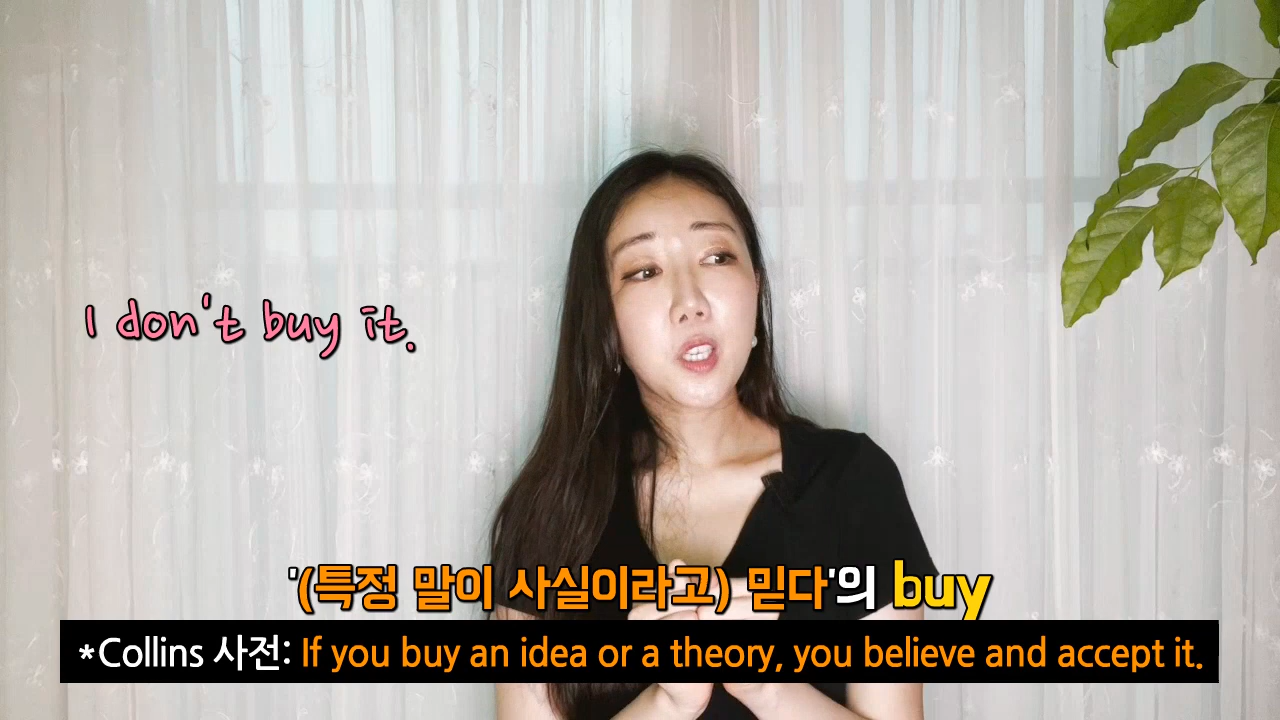 I don't buy it.
'(특정 말이 사실이라고) 믿다'의 buy
*Collins 사전: If you buy an idea or a theory, you believe and accept it.